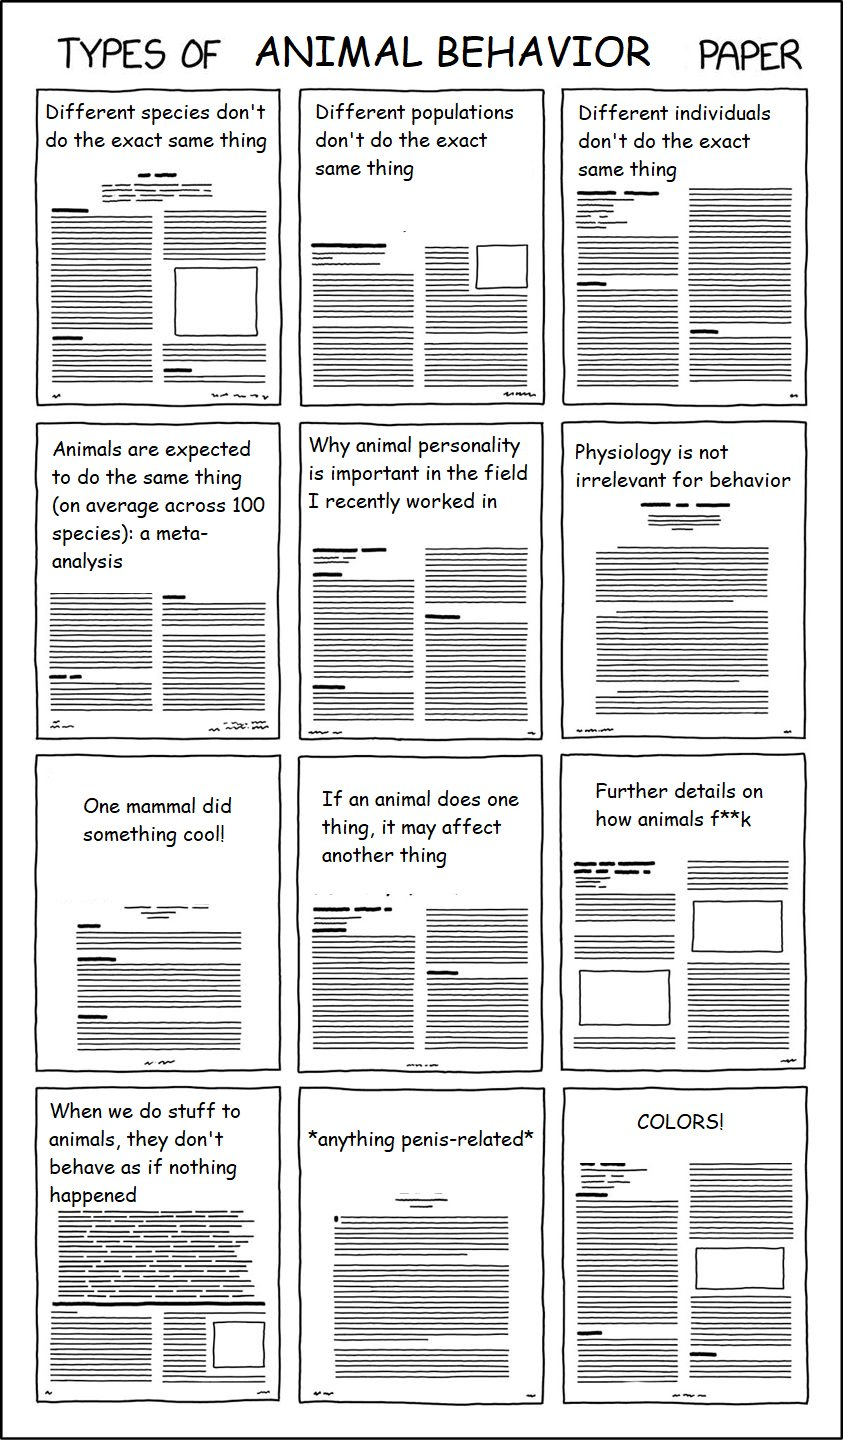 TYPES OF ANIMAL BEHAVIOR PAPER
Different species don't
do the exact same thing
Different populations
don't do the exact
same thing
Different individuals
don't do the exact
same thing
Animals are expected
to do the same thing
(on average across 100
species): a meta-
analysis
Why animal personality
is important in the field
I recently worked in
Physiology is not
irrelevant for behavior
One mammal did
something cool!
If an animal does one
thing, it may affect
another thing
Further details on
how animals f**k
When we do stuff to
animals, they don't
behave as if nothing
happened
*anything penis-related*
COLORS!